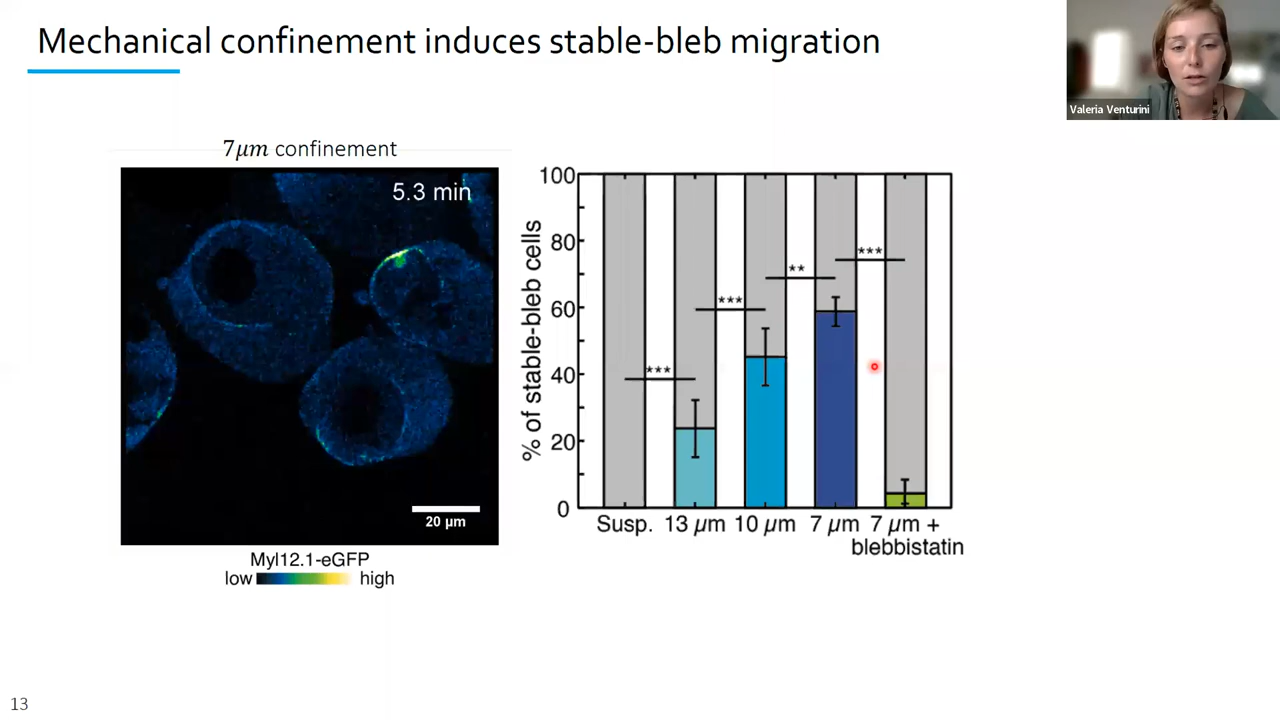 Mechanical confinement induces stable-bleb migration
Valeria Venturini
7μm confinement
5.3 min
20 μm
Myl12.1-eGFP
low high
% of stable-bleb cells
100
80
60
40
20
0
***
***
**
***
Susp. 13 μm 10 μm 7 μm 7 μm + blebbistatin
13